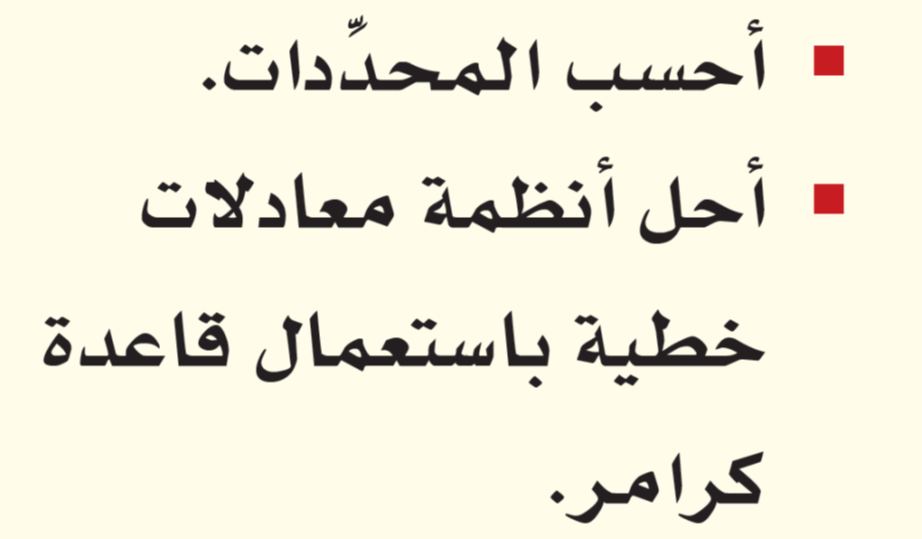 ▪ أحسب المحدِّدات.
▪ أحل أنظمة معادلات
خطية باستعمال قاعدة
كرامر.